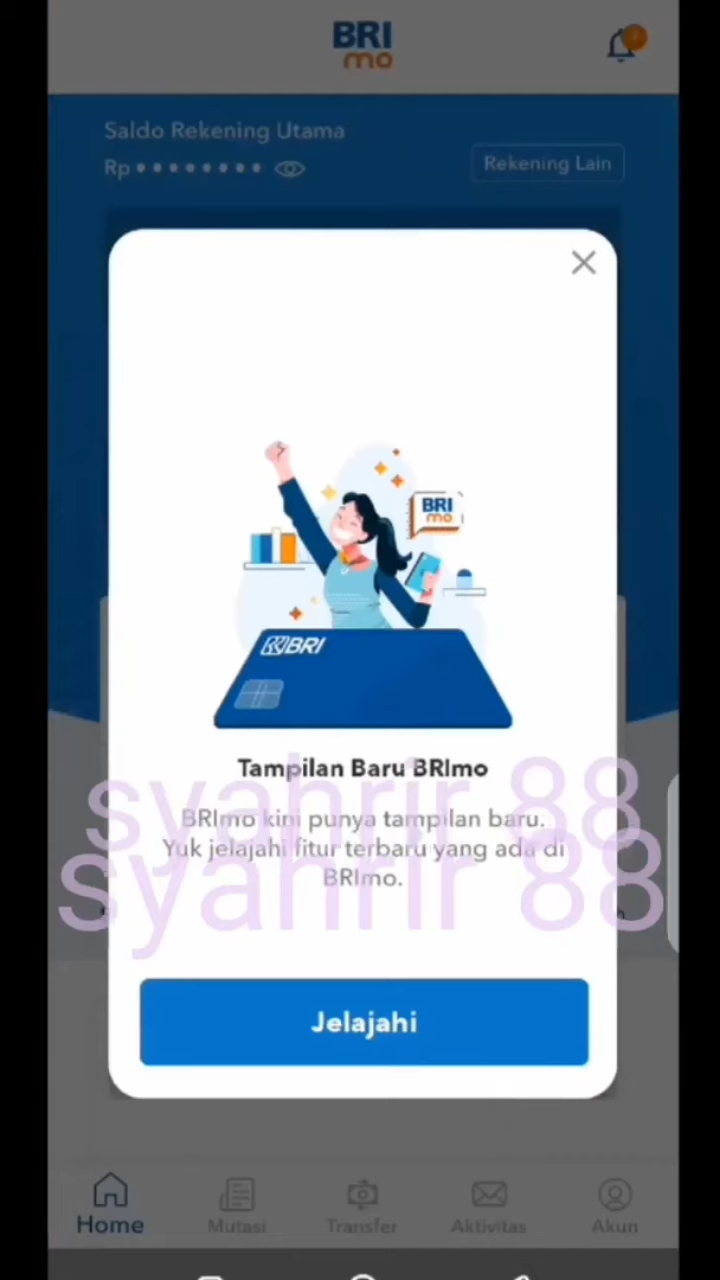 BRI
mo
Saldo Rekening Utama
Rp
Rekening Lain
BRI
mo
BRI
Tampilan Baru BRImo
BRImo kini punya tampilan baru.
Yuk jelajahi fitur terbaru yang ada di
BRImo.
syahrir 88
syahrir 88
Jelajahi
Home
Mutasi
Transfer
Aktivitas
Akun